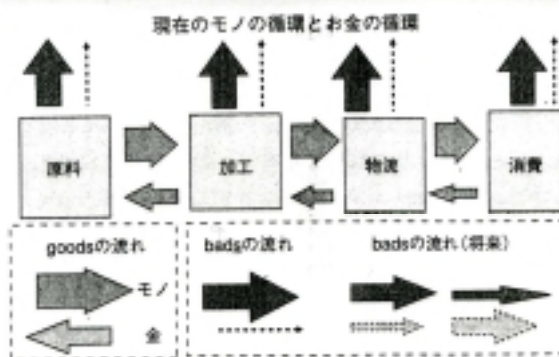 現在のモノの循環とお金の循環
原料
加工
物流
消費
goodsの流れ
モノ
金
badsの流れ
badsの流れ(将来)